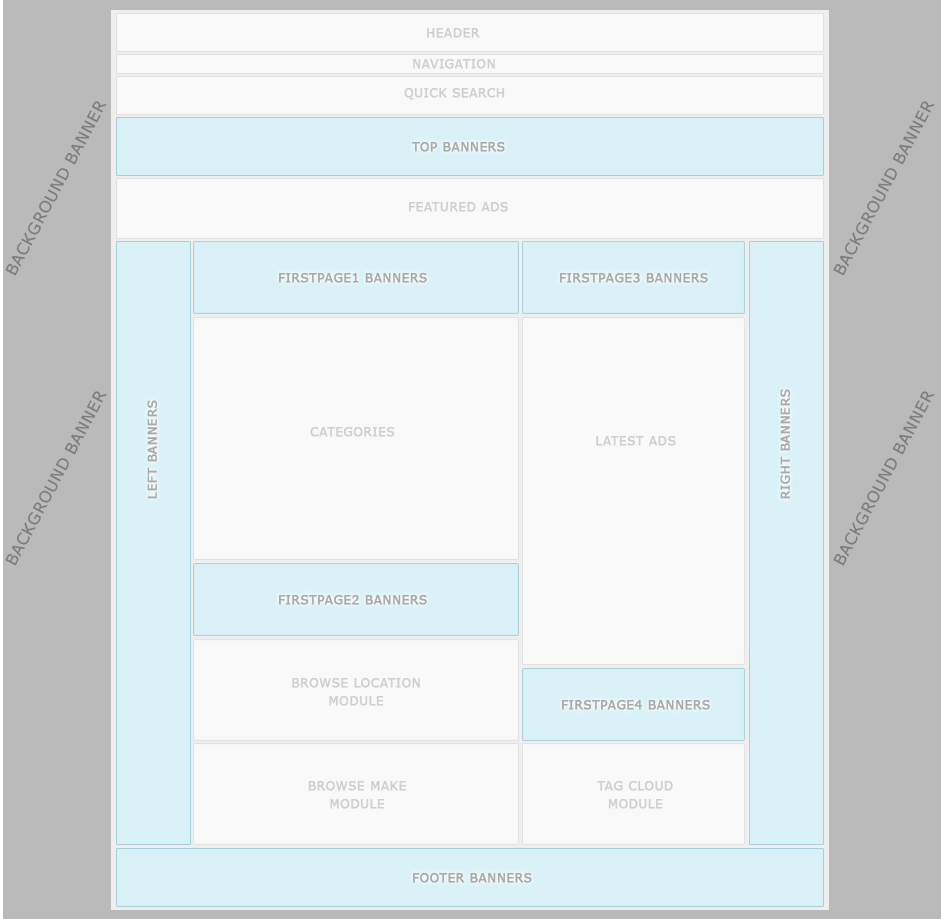 HEADER
NAVIGATION
QUICK SEARCH
TOP BANNERS
FEATURED ADS
BACKGROUND BANNER
BACKGROUND BANNER
FIRSTPAGE1 BANNERS
FIRSTPAGE3 BANNERS
LEFT BANNERS
CATEGORIES
LATEST ADS
RIGHT BANNERS
BACKGROUND BANNER
BACKGROUND BANNER
FIRSTPAGE2 BANNERS
BROWSE LOCATION
MODULE
FIRSTPAGE4 BANNERS
BROWSE MAKE
MODULE
TAG CLOUD
MODULE
FOOTER BANNERS